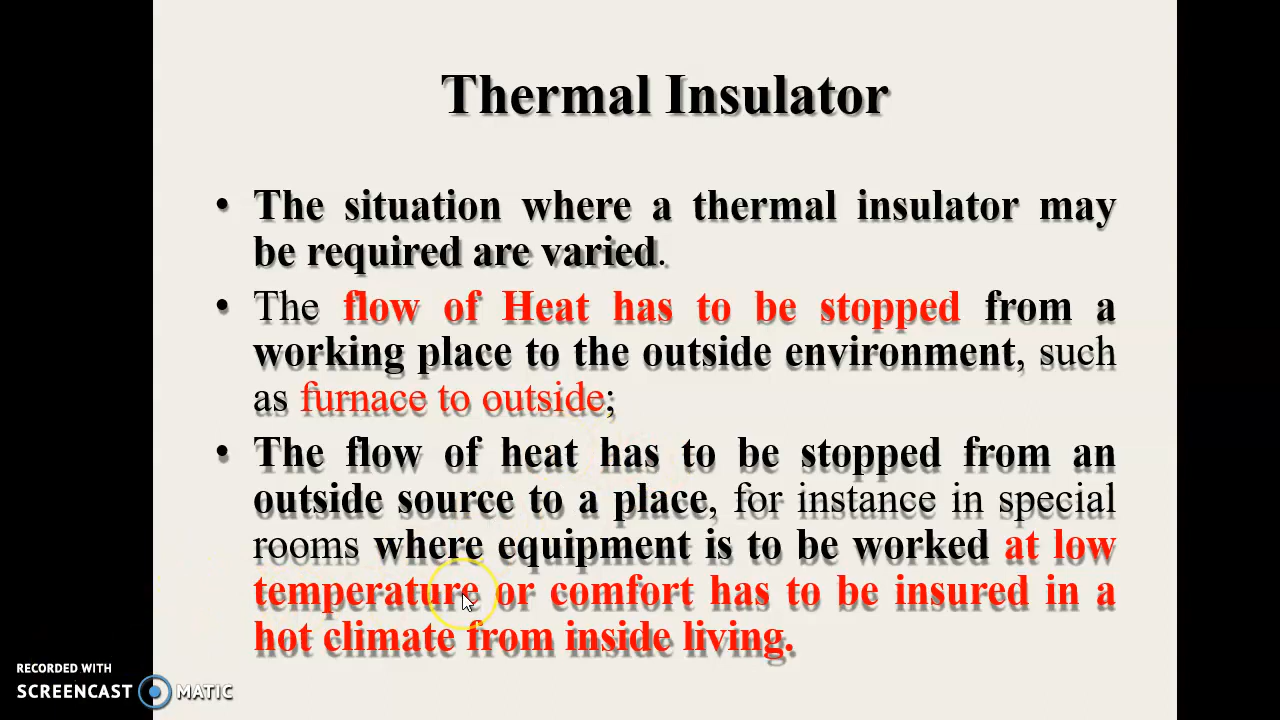 Thermal Insulator
• The situation where a thermal insulator may
be required are varied.
• The flow of Heat has to be stopped from a
working place to the outside environment, such
as furnace to outside;
• The flow of heat has to be stopped from an
outside source to a place, for instance in special
rooms where equipment is to be worked at low
temperature or comfort has to be insured in a
hot climate from inside living.
RECORDED WITH
SCREENCAST MATIC